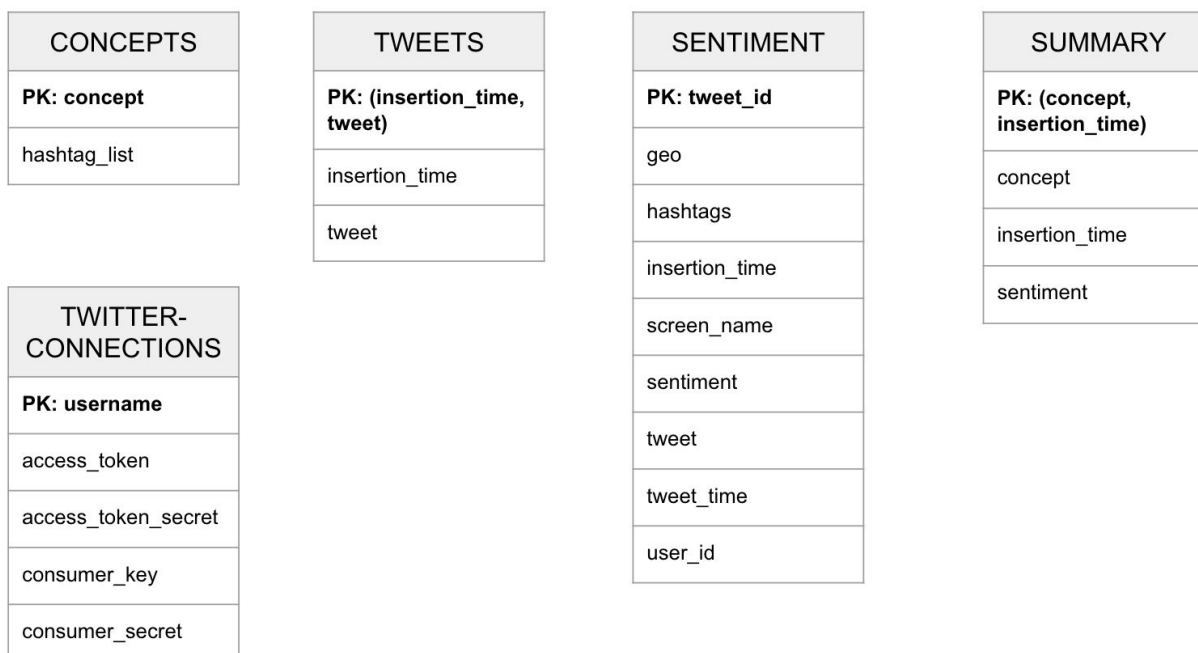 CONCEPTS
PK: concept
hashtag_list
TWITTER-
CONNECTIONS
PK: username
access_token
access_token_secret
consumer_key
consumer_secret
TWEETS
PK: (insertion_time,
tweet)
insertion_time
tweet
SENTIMENT
PK: tweet_id
geo
hashtags
insertion_time
screen_name
sentiment
tweet
tweet_time
user_id
SUMMARY
PK: (concept,
insertion_time)
concept
insertion_time
sentiment